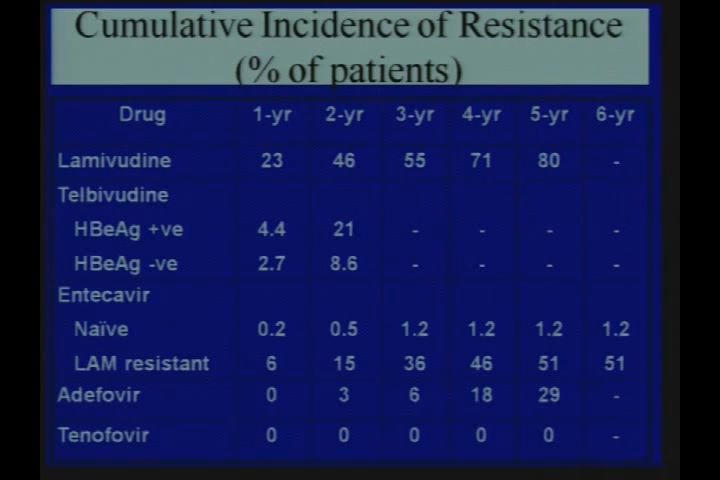 Cumulative Incidence of Resistance
(% of patients)
Drug 1-yr 2-yr 3-yr 4-yr 5-yr 6-yr
Lamivudine 23 46 55 71 80 -
Telbivudine
HBeAg +ve 4.4 21 - - - -
HBeAg -ve 2.7 8.6 - - - -
Entecavir
Naïve 0.2 0.5 1.2 1.2 1.2 1.2
LAM resistant 6 15 36 46 51 51
Adefovir 0 3 6 18 29 -
Tenofovir 0 0 0 0 0 -